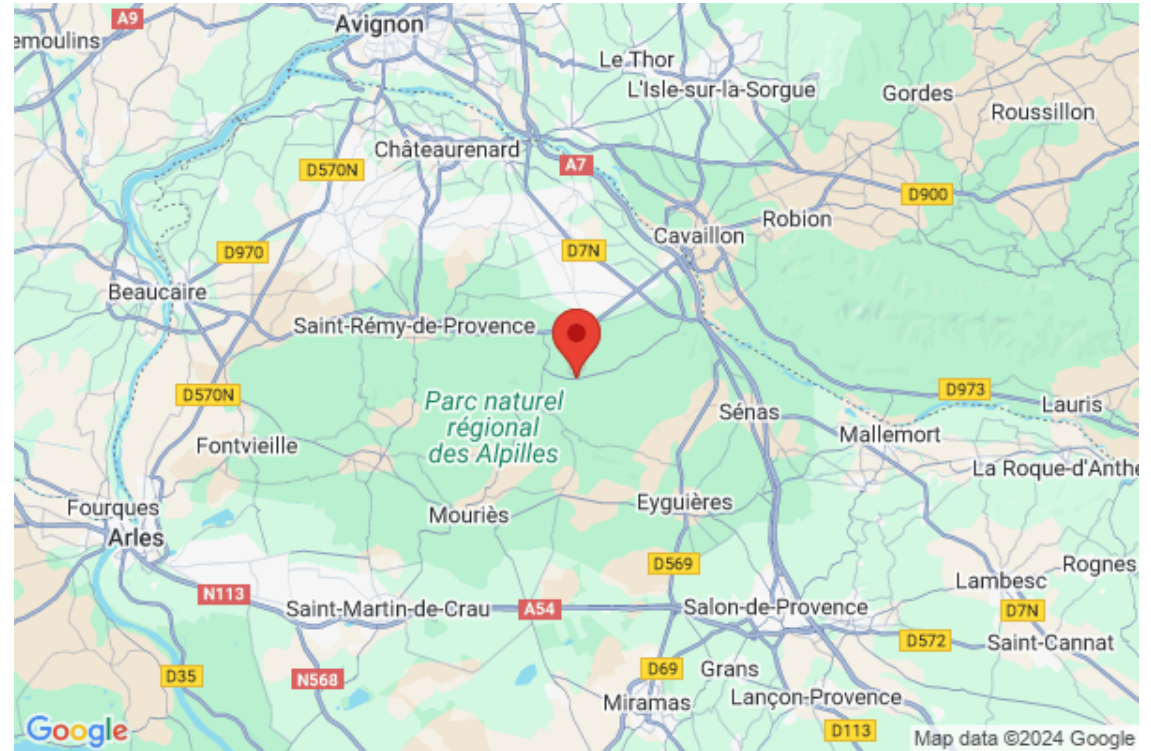 A9
Avignon
emoulins
Le Thor
L'Isle-sur-la-Sorgue
Gordes
Roussillon
Châteaurenard
A7
D570N
D900
Robion
Cavaillon
D970
D7N
Beaucaire
Saint-Rémy-de-Provence
D570N
D973
Parc naturel
régional
des Alpilles
Sénas
Lauris
Mallemort
Fontvieille
La Roque-d'Anthe
Eyguières
Fourques
Mouriès
Arles
D569
Rognes
N113
Lambesc
Saint-Martin-de-Crau
A54
Salon-de-Provence
D7N
D572
Saint-Cannat
D35
N568
D69
Grans
Miramas
Lançon-Provence
D113
Google
Map data ©2024 Google